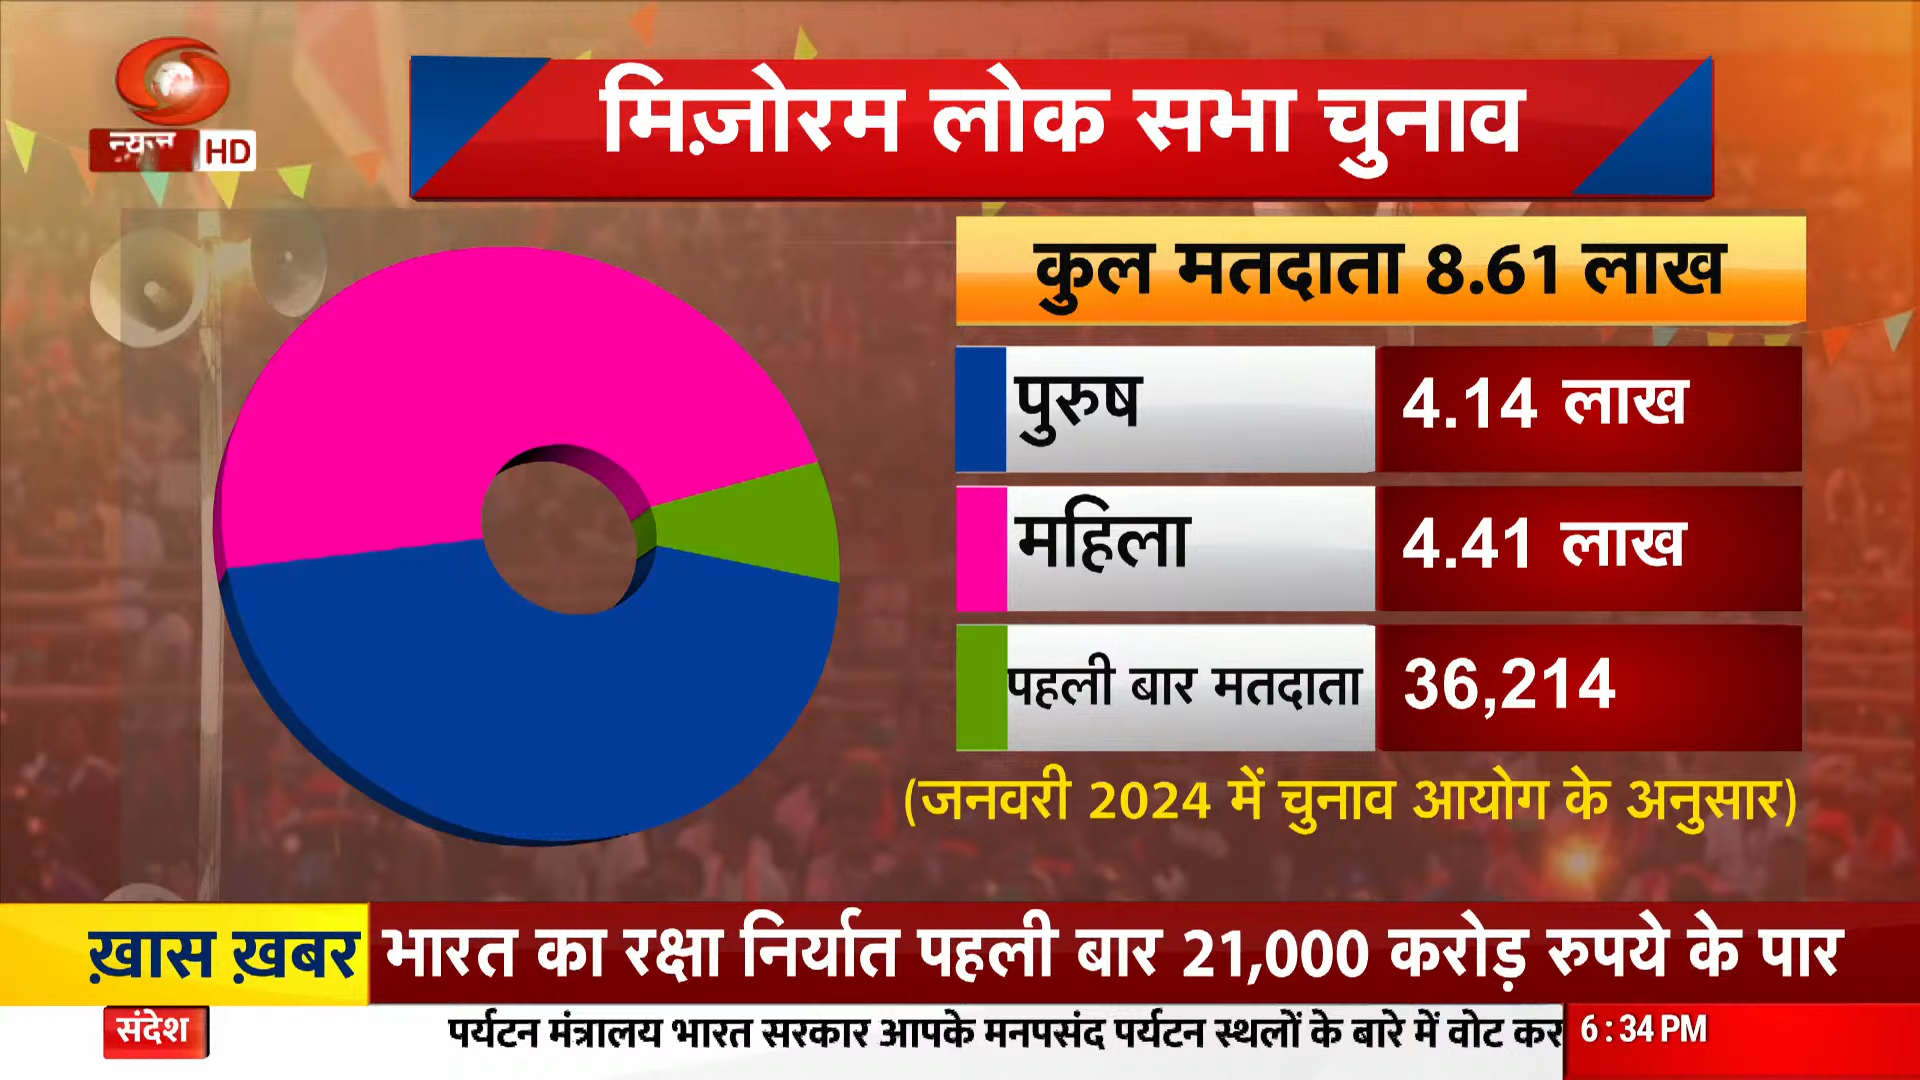 न्यूज़ HD
मिज़ोरम लोक सभा चुनाव
कुल मतदाता 8.61 लाख
पुरुष 4.14 लाख
महिला 4.41 लाख
पहली बार मतदाता 36,214
(जनवरी 2024 में चुनाव आयोग के अनुसार)
ख़ास ख़बर भारत का रक्षा निर्यात पहली बार 21,000 करोड़ रुपये के पार
संदेश पर्यटन मंत्रालय भारत सरकार आपके मनपसंद पर्यटन स्थलों के बारे में वोट कर 6:34 PM